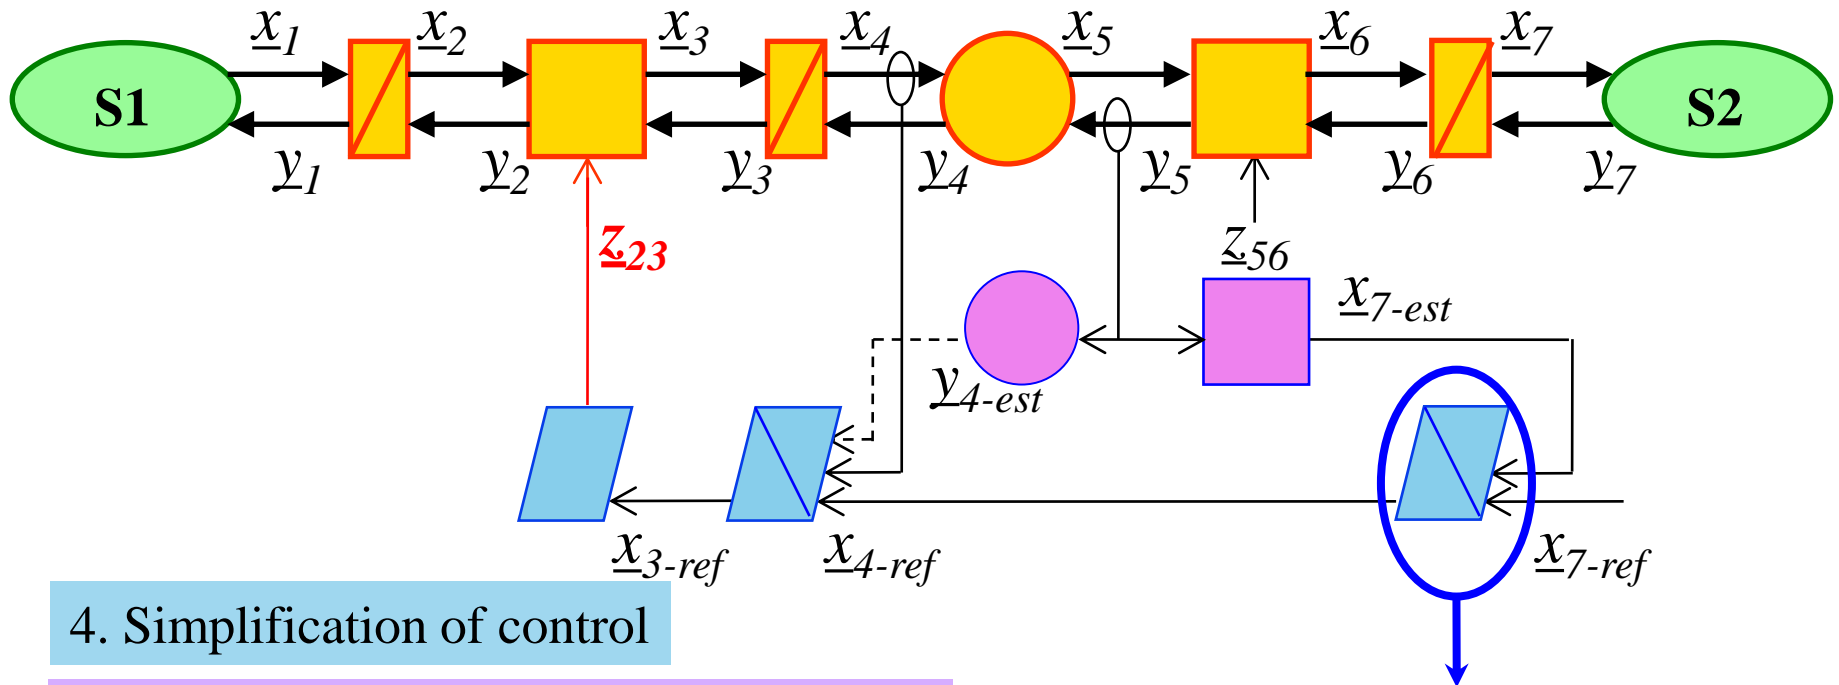 x1 x2 x3 x4 x5 x6 x7
S1 S2
y1 y2 y3 y4 y5 y6 y7
z23 z56
x7-est
y4-est
x3-ref x4-ref x7-ref
4. Simplification of control